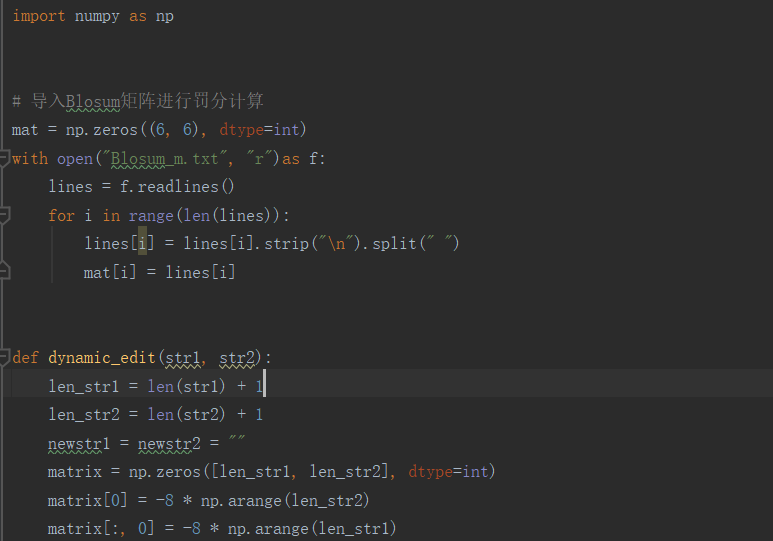 import numpy as np
# 导入Blosum矩阵进行罚分计算
mat = np.zeros((6, 6), dtype=int)
with open("Blosum_m.txt", "r")as f:
    lines = f.readlines()
    for i in range(len(lines)):
        lines[i] = lines[i].strip("\n").split(" ")
        mat[i] = lines[i]
def dynamic_edit(str1, str2):
    len_str1 = len(str1) + 1
    len_str2 = len(str2) + 1
    newstr1 = newstr2 = ""
    matrix = np.zeros([len_str1, len_str2], dtype=int)
    matrix[0] = -8 * np.arange(len_str2)
    matrix[:, 0] = -8 * np.arange(len_str1)